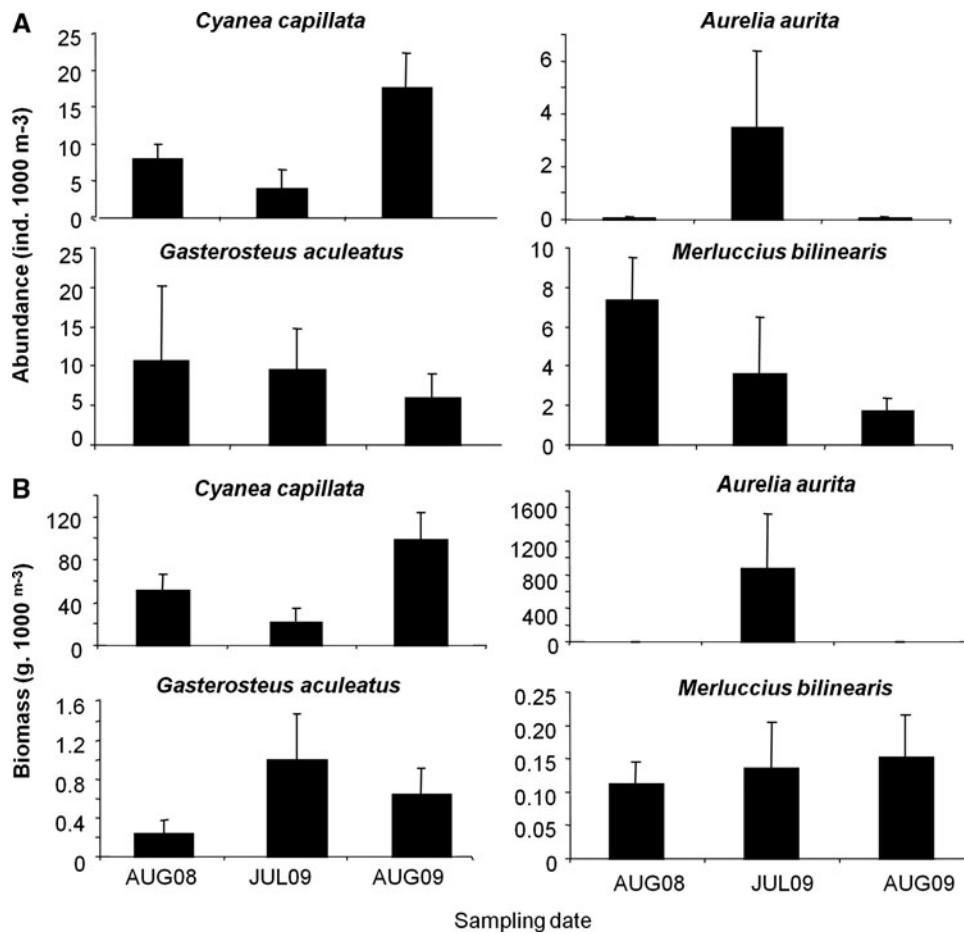 A
Cyanea capillata
Aurelia aurita
Abundance (ind. 1000 m-3)
25
20
15
10
5
0
6
4
2
0
Gasterosteus aculeatus
Merluccius bilinearis
25
20
15
10
5
0
10
8
6
4
2
0
B
Cyanea capillata
Aurelia aurita
Biomass (g. 1000 m-3)
120
80
40
0
1600
1200
800
400
0
Gasterosteus aculeatus
Merluccius bilinearis
1.6
1.2
0.8
0.4
0
0.25
0.20
0.15
0.10
0.05
0
AUG08 JUL09 AUG09
AUG08 JUL09 AUG09
Sampling date